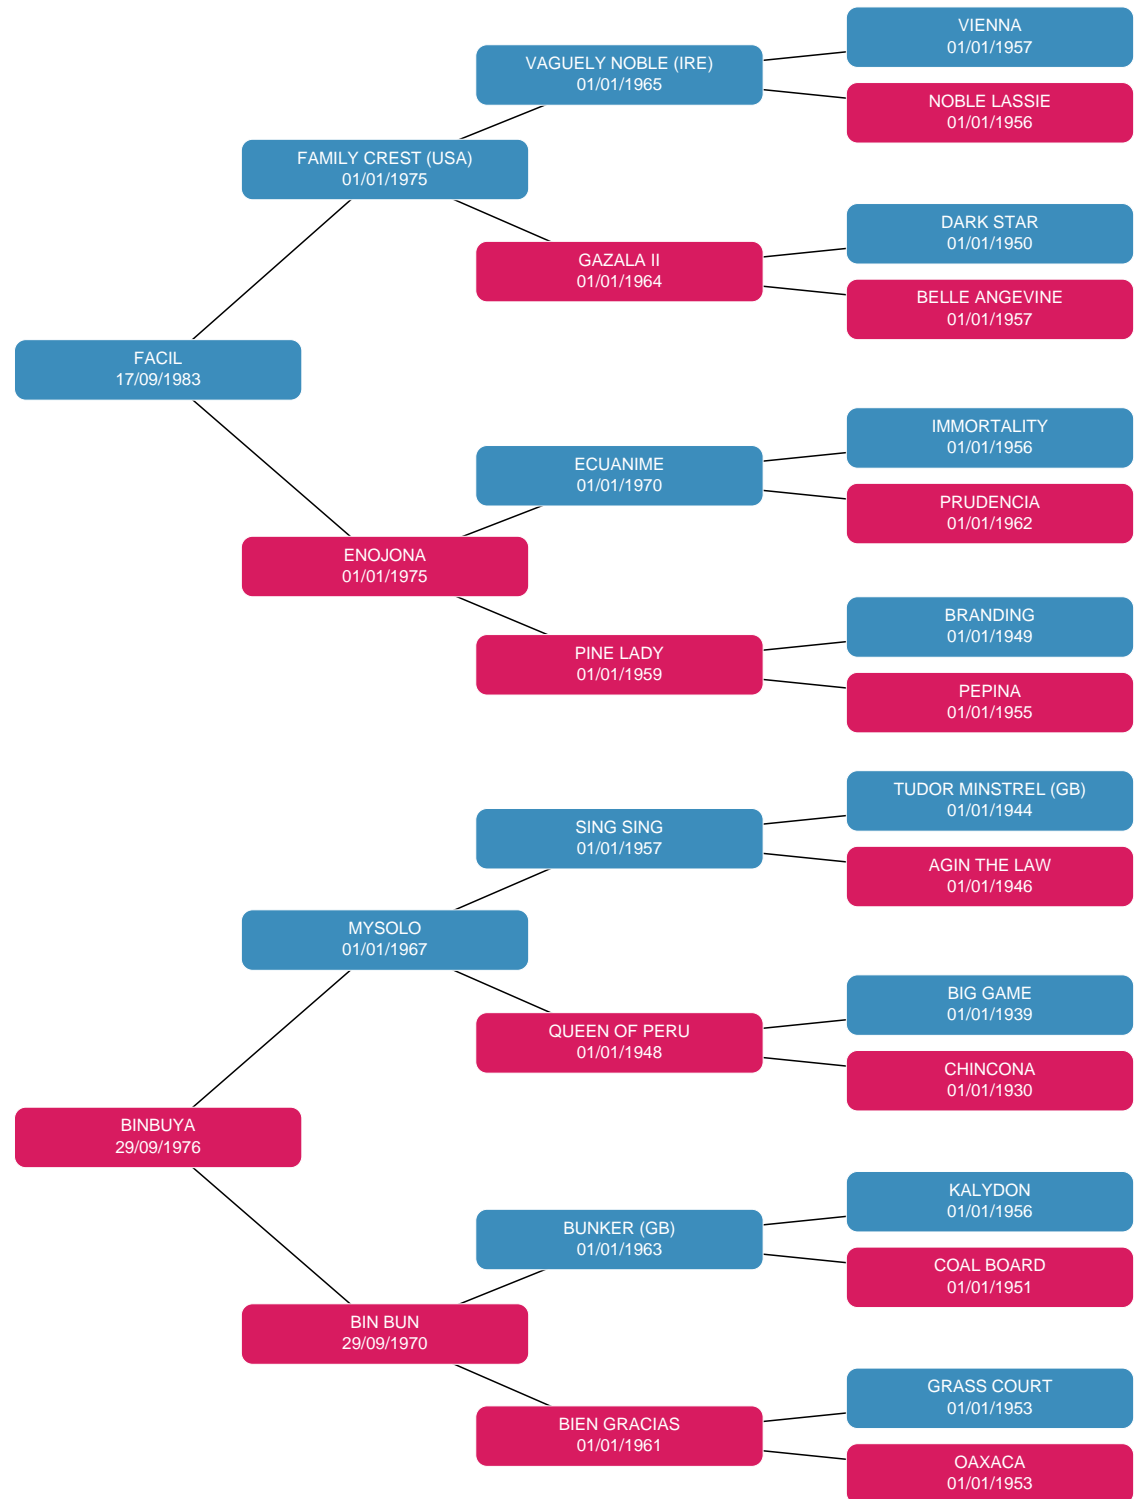 VIENNA
01/01/1957
VAGUELY NOBLE (IRE)
01/01/1965
NOBLE LASSIE
01/01/1956
FAMILY CREST (USA)
01/01/1975
DARK STAR
01/01/1950
GAZALA II
01/01/1964
BELLE ANGEVINE
01/01/1957
FACIL
17/09/1983
IMMORTALITY
01/01/1956
ECUANIME
01/01/1970
PRUDENCIA
01/01/1962
ENOJONA
01/01/1975
BRANDING
01/01/1949
PINE LADY
01/01/1959
PEPINA
01/01/1955
TUDOR MINSTREL (GB)
01/01/1944
SING SING
01/01/1957
AGIN THE LAW
01/01/1946
MYSOLO
01/01/1967
BIG GAME
01/01/1939
QUEEN OF PERU
01/01/1948
CHINCONA
01/01/1930
BINBUYA
29/09/1976
KALYDON
01/01/1956
BUNKER (GB)
01/01/1963
COAL BOARD
01/01/1951
BIN BUN
29/09/1970
GRASS COURT
01/01/1953
BIEN GRACIAS
01/01/1961
OAXACA
01/01/1953